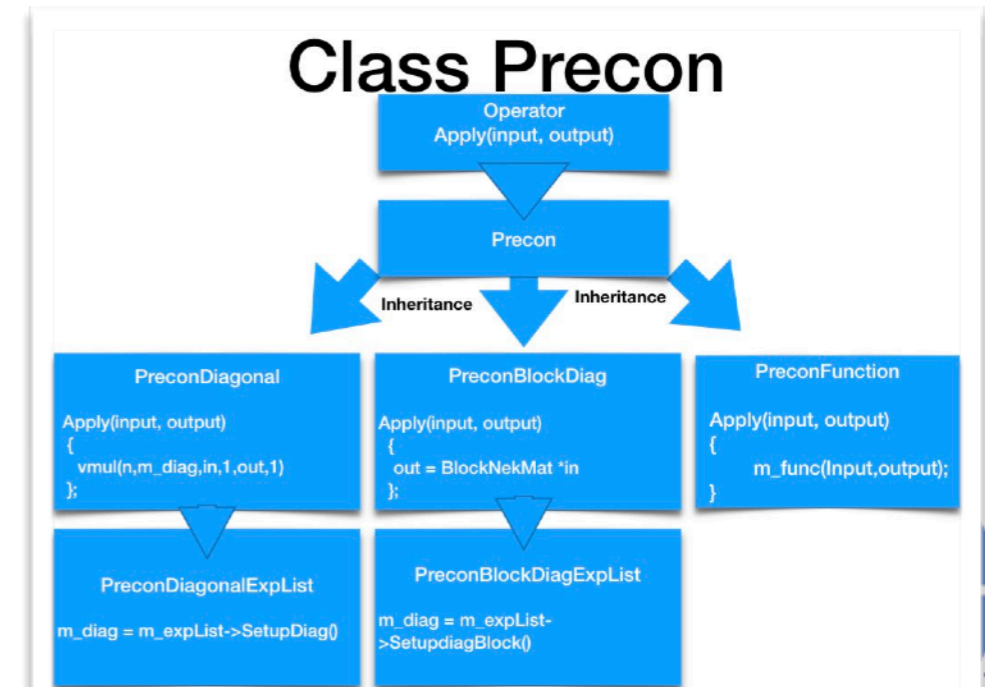 Class Precon
Operator
Apply(input, output)
Precon
Inheritance
Inheritance
PreconDiagonal
Apply(input, output)
{
vmul(n,m_diag,in,1,out,1)
};
PreconBlockDiag
Apply(input, output)
{
out = BlockNekMat *in
};
PreconFunction
Apply(input, output)
{
m_func(Input,output);
}
PreconDiagonalExpList
m_diag = m_expList->SetupDiag()
PreconBlockDiagExpList
m_diag = m_expList-
>SetupdiagBlock()